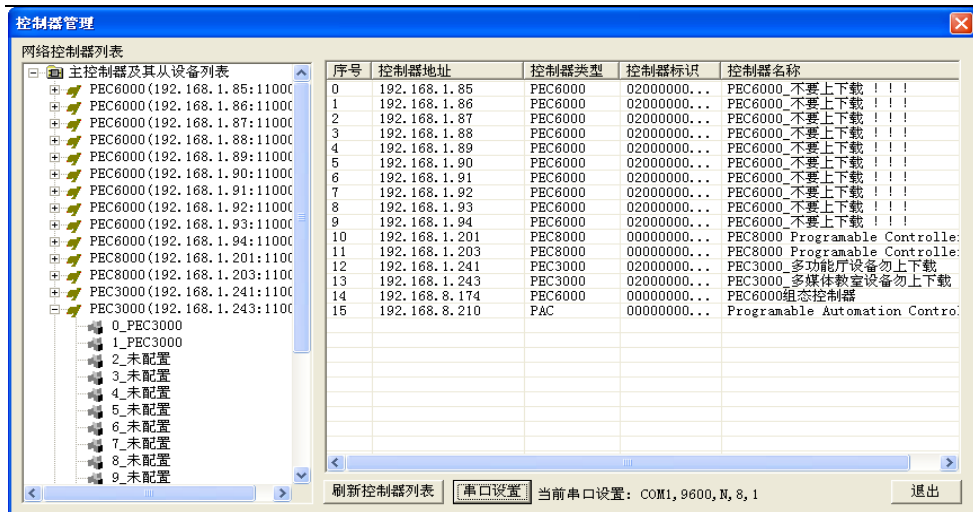 控制器管理
网络控制器列表
主控制器及其从设备列表
PEC6000(192.168.1.85:1100(
PEC6000(192.168.1.86:1100(
PEC6000(192.168.1.87:1100(
PEC6000(192.168.1.88:1100(
PEC6000(192.168.1.89:1100(
PEC6000(192.168.1.90:1100(
PEC6000(192.168.1.91:1100(
PEC6000(192.168.1.92:1100(
PEC6000(192.168.1.93:1100(
PEC6000(192.168.1.94:1100(
PEC8000(192.168.1.201:110(
PEC8000(192.168.1.203:110(
PEC3000(192.168.1.241:110(
PEC3000(192.168.1.243:110(
0_PEC3000
1_PEC3000
2_未配置
3_未配置
4_未配置
5_未配置
6_未配置
7_未配置
8_未配置
9_未配置
序号 控制器地址 控制器类型 控制器标识 控制器名称
0 192.168.1.85 PEC6000 02000000... PEC6000_不要上下载！！！
1 192.168.1.86 PEC6000 02000000... PEC6000_不要上下载！！！
2 192.168.1.87 PEC6000 02000000... PEC6000_不要上下载！！！
3 192.168.1.88 PEC6000 02000000... PEC6000_不要上下载！！！
4 192.168.1.89 PEC6000 02000000... PEC6000_不要上下载！！！
5 192.168.1.90 PEC6000 02000000... PEC6000_不要上下载！！！
6 192.168.1.91 PEC6000 02000000... PEC6000_不要上下载！！！
7 192.168.1.92 PEC6000 02000000... PEC6000_不要上下载！！！
8 192.168.1.93 PEC6000 02000000... PEC6000_不要上下载！！！
9 192.168.1.94 PEC6000 02000000... PEC6000_不要上下载！！！
10 192.168.1.201 PEC8000 00000000... PEC8000 Programable Controlle
11 192.168.1.203 PEC8000 00000000... PEC8000 Programable Controlle
12 192.168.1.241 PEC3000 02000000... PEC3000_多功能厅设备勿上下载
13 192.168.1.243 PEC3000 02000000... PEC3000_多媒体教室设备勿上下载
14 192.168.8.174 PEC6000 00000000... PEC6000组态控制器
15 192.168.8.210 PAC 00000000... Programable Automation Contro
刷新控制器列表 串口设置 当前串口设置: COM1,9600,N,8,1 退出